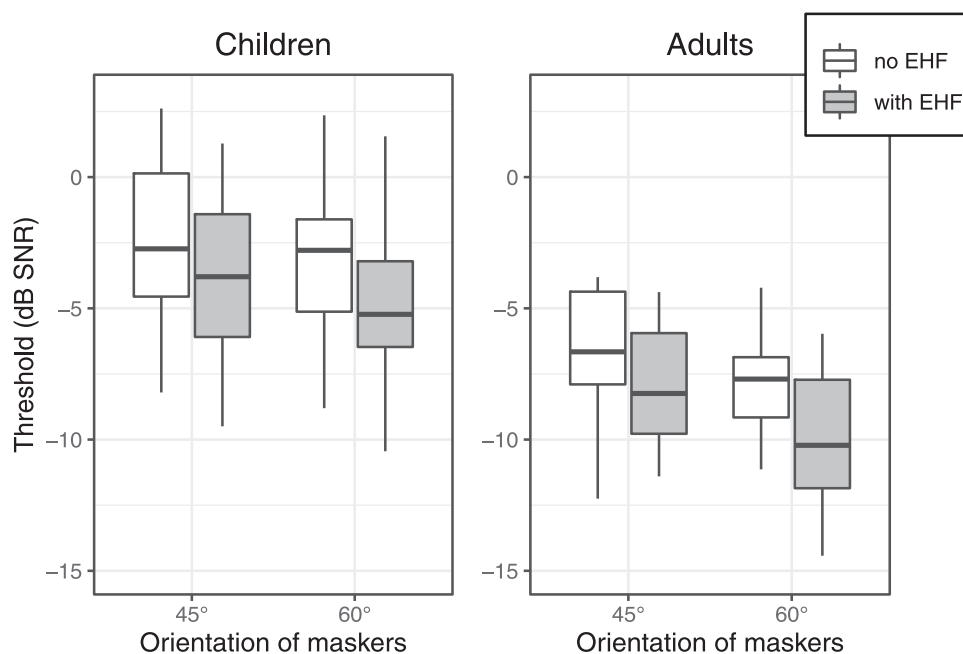 Children
Adults
no EHF
with EHF
Threshold (dB SNR)
0
−5
−10
−15
0
−5
−10
−15
45°
60°
45°
60°
Orientation of maskers
Orientation of maskers